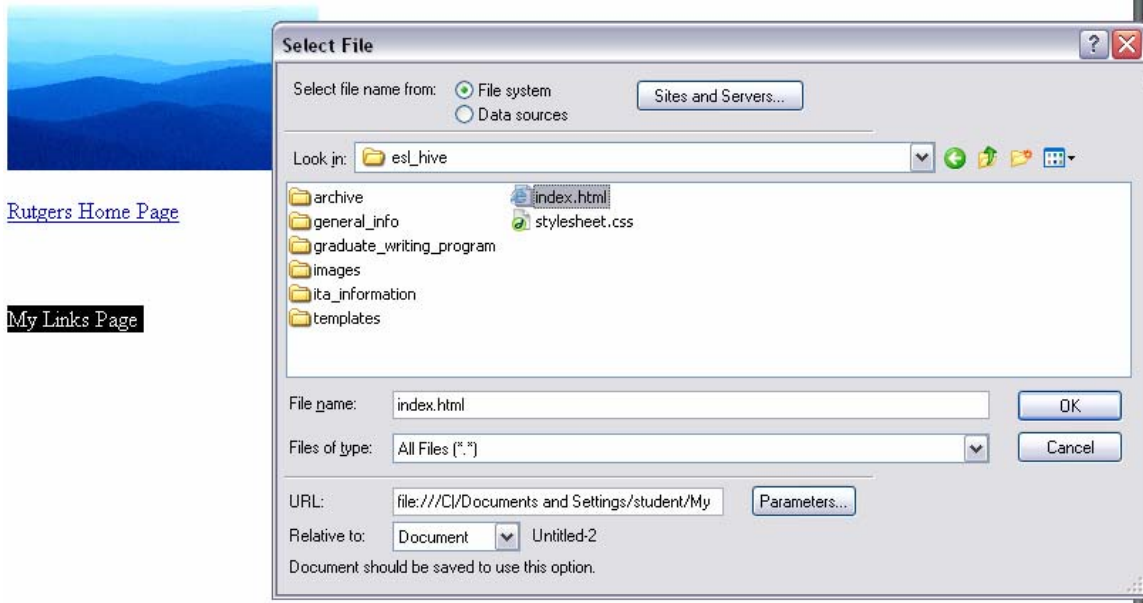 Select File
Select file name from: File system Sites and Servers...
Data sources
Look in: esl_hive
archive index.html
general_info stylesheet.css
graduate_writing_program
images
ita_information
templates
Rutgers Home Page
My Links Page
File name: index.html OK
Files of type: All Files (*.*) Cancel
URL: file:///C|/Documents and Settings/student/My Parameters...
Relative to: Document Untitled-2
Document should be saved to use this option.